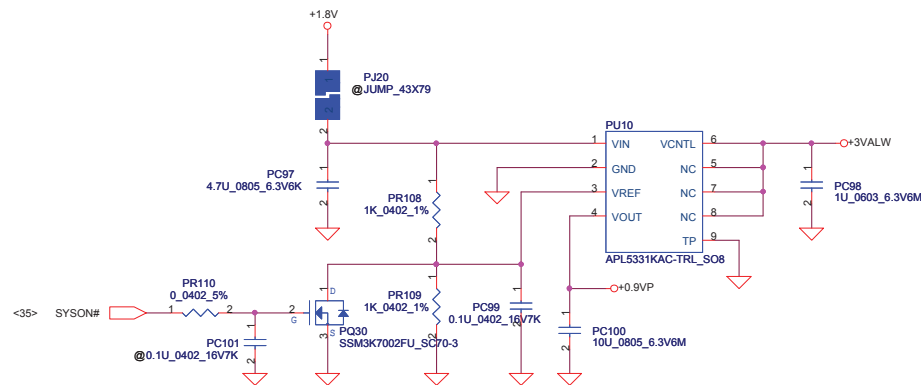 +1.8V
1
PJ20
@JUMP_43X79
1
2
2
PU10
1 VIN VCNTL 6 +3VALW
2 GND NC 5
3 VREF NC 7
4 VOUT NC 8
TP 9
APL5331KAC-TRL_SO8
1
PC97
4.7U_0805_6.3V6K
2
1
PR108
1K_0402_1%
2
1
PC98
1U_0603_6.3V6M
2
<35> SYSON#
PR110
0_0402_5%
1 2
1
PC101
@0.1U_0402_16V7K
2
1 D
2 G
3 S
PQ30
SSM3K7002FU_SC70-3
1
PR109
1K_0402_1%
2
1
PC99
0.1U_0402_16V7K
2
+0.9VP
1
PC100
10U_0805_6.3V6M
2